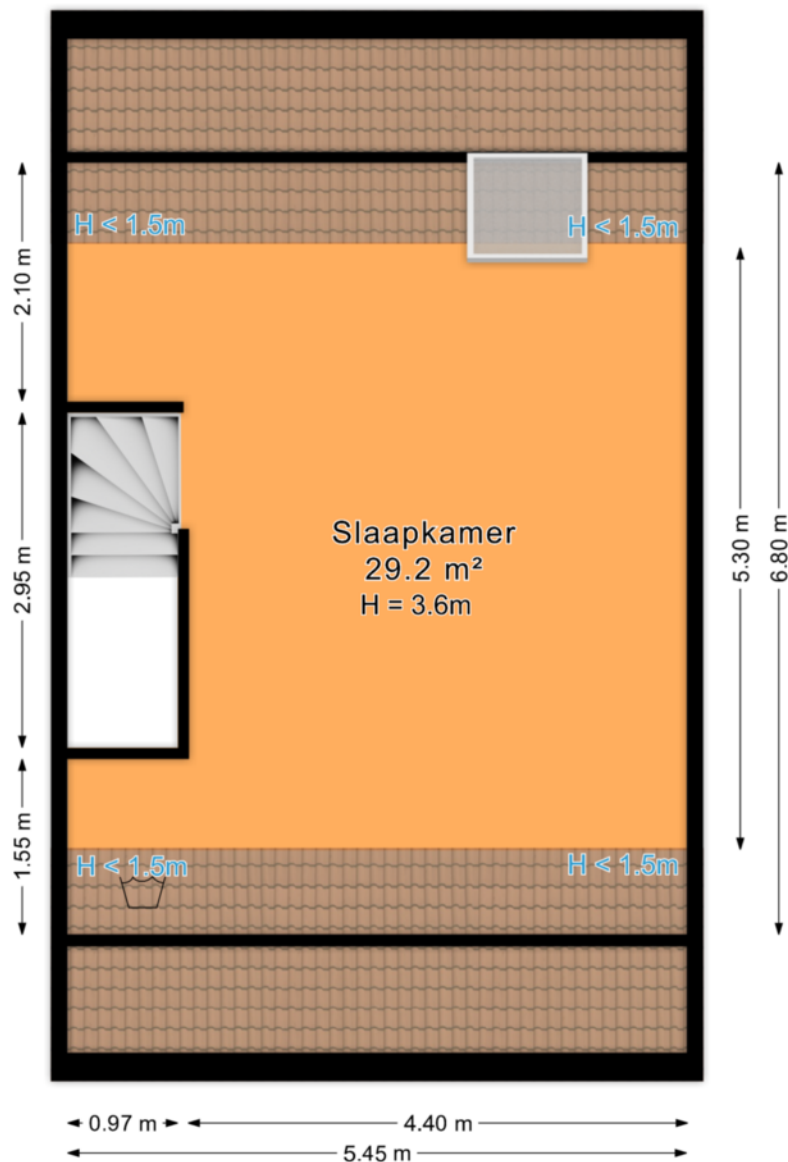 H < 1.5m
H < 1.5m
2.10 m
2.95 m
Slaapkamer
29.2 m²
H = 3.6m
5.30 m
6.80 m
1.55 m
H < 1.5m
H < 1.5m
0.97 m
4.40 m
5.45 m